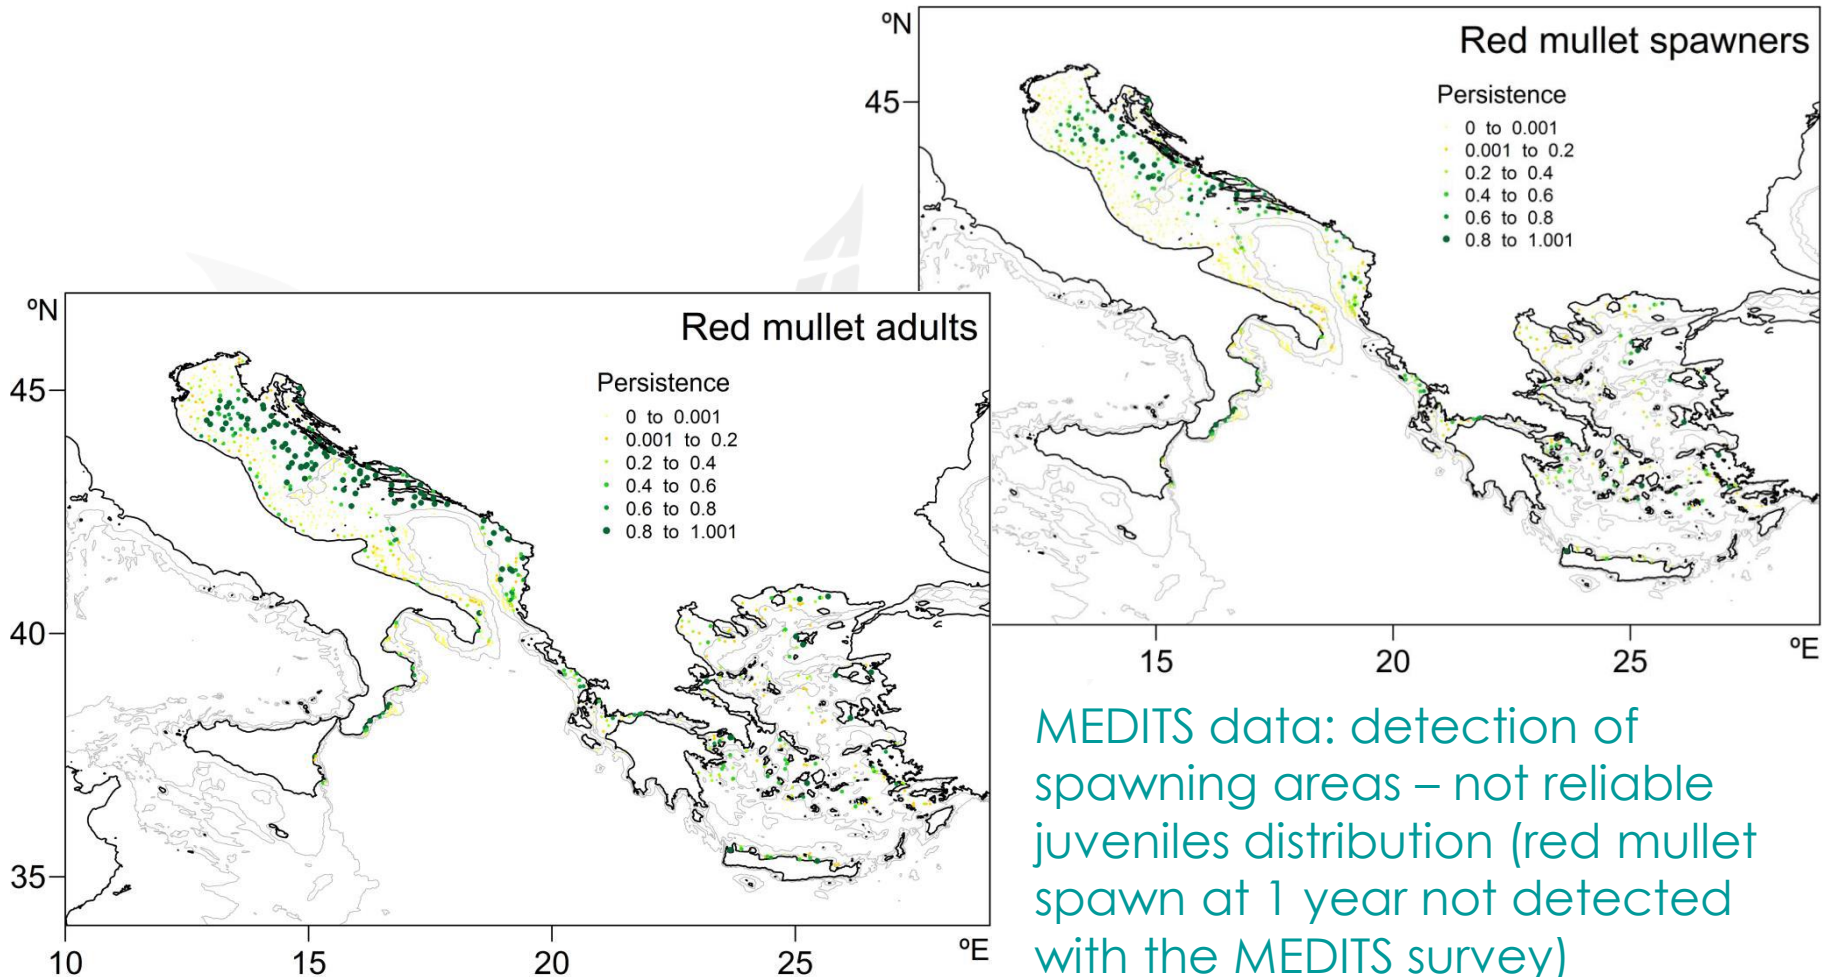 ºN
Red mullet spawners
Persistence
0 to 0.001
0.001 to 0.2
0.2 to 0.4
0.4 to 0.6
0.6 to 0.8
0.8 to 1.001
45
15
20
25
ºE
ºN
Red mullet adults
Persistence
0 to 0.001
0.001 to 0.2
0.2 to 0.4
0.4 to 0.6
0.6 to 0.8
0.8 to 1.001
45
40
35
10
15
20
25
ºE
MEDITS data: detection of
spawning areas – not reliable
juveniles distribution (red mullet
spawn at 1 year not detected
with the MEDITS survey)